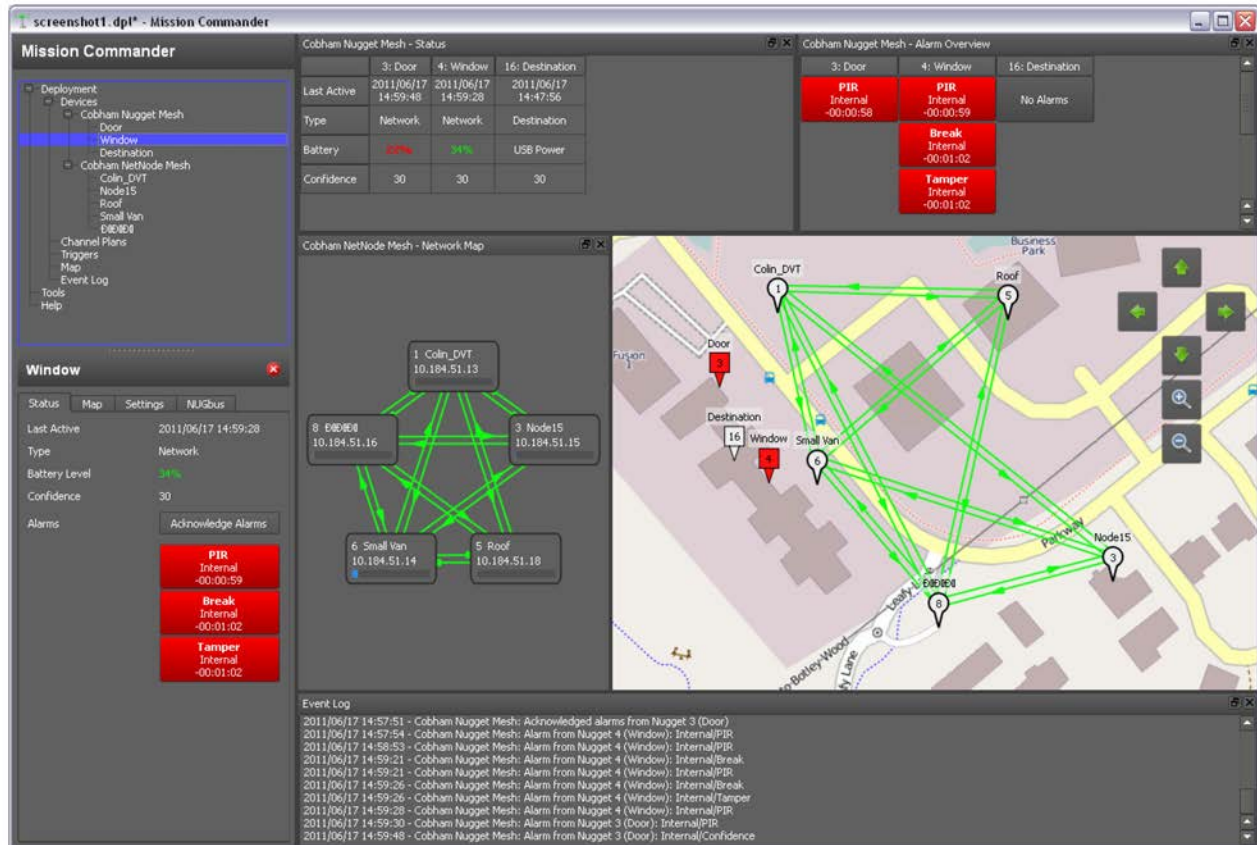 screenshot1.dpl* - Mission Commander
Mission Commander
Deployment
Devices
Cobham Nugget Mesh
Door
Window
Destination
Cobham NetNode Mesh
Colin_DVT
Node15
Roof
Small Van
Channel Plans
Triggers
Map
Event Log
Tools
Help
Window
Status Map Settings NUGbus
Last Active 2011/06/17 14:59:28
Type Network
Battery Level 34%
Confidence 30
Alarms Acknowledge Alarms
PIR
Internal
-00:00:59
Break
Internal
-00:01:02
Tamper
Internal
-00:01:02
Cobham Nugget Mesh - Status
3: Door 4: Window 16: Destination
Last Active 2011/06/17 14:59:48 2011/06/17 14:59:28 2011/06/17 14:47:56
Type Network Network Destination
Battery 34% USB Power
Confidence 30 30 30
Cobham Nugget Mesh - Alarm Overview
3: Door 4: Window 16: Destination
PIR
Internal
-00:00:58
PIR
Internal
-00:00:59
Break
Internal
-00:01:02
Tamper
Internal
-00:01:02
No Alarms
Cobham NetNode Mesh - Network Map
1 Colin_DVT
10.184.51.13
8
10.184.51.16
3 Node15
10.184.51.15
6 Small Van
10.184.51.14
5 Roof
10.184.51.18
Business
Park
Colin_DVT
1
Roof
5
Fusion
Door
3
Destination
16
Window
4
Small Van
6
Parkway
Node15
3
8
to Botley-Wood
Event Log
2011/06/17 14:57:51 - Cobham Nugget Mesh: Acknowledged alarms from Nugget 3 (Door)
2011/06/17 14:57:54 - Cobham Nugget Mesh: Alarm from Nugget 4 (Window): Internal/PIR
2011/06/17 14:58:53 - Cobham Nugget Mesh: Alarm from Nugget 4 (Window): Internal/PIR
2011/06/17 14:59:21 - Cobham Nugget Mesh: Alarm from Nugget 4 (Window): Internal/Break
2011/06/17 14:59:21 - Cobham Nugget Mesh: Alarm from Nugget 4 (Window): Internal/PIR
2011/06/17 14:59:26 - Cobham Nugget Mesh: Alarm from Nugget 4 (Window): Internal/Break
2011/06/17 14:59:26 - Cobham Nugget Mesh: Alarm from Nugget 4 (Window): Internal/Tamper
2011/06/17 14:59:28 - Cobham Nugget Mesh: Alarm from Nugget 4 (Window): Internal/PIR
2011/06/17 14:59:30 - Cobham Nugget Mesh: Alarm from Nugget 3 (Door): Internal/PIR
2011/06/17 14:59:48 - Cobham Nugget Mesh: Alarm from Nugget 3 (Door): Internal/Confidence